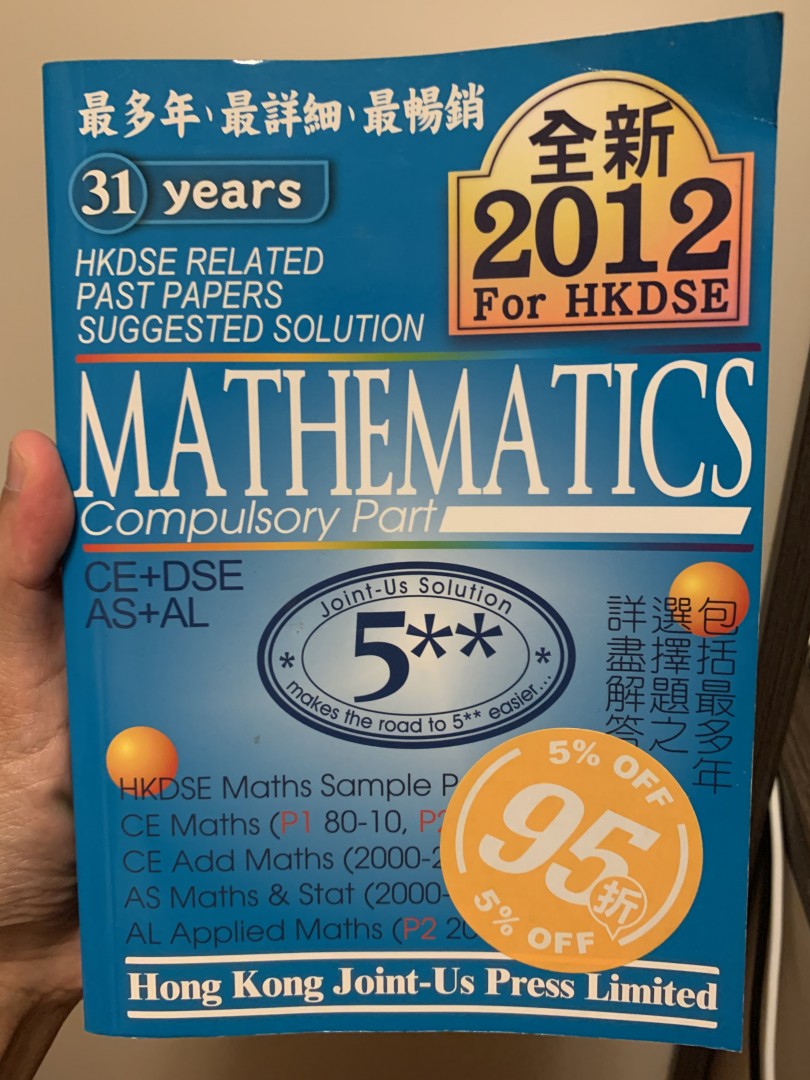 最多年、最詳細、最暢銷
31 years
HKDSE RELATED
PAST PAPERS
SUGGESTED SOLUTION
全新
2012
For HKDSE
MATHEMATICS
Compulsory Part
CE+DSE
AS+AL
Joint-Us Solution
* 5** *
makes the road to 5** easier...
包括最多年
選擇題之
詳盡解答
HKDSE Maths Sample
CE Maths (P1 80-10,
CE Add Maths (2000-
AS Maths & Stat (2000-
AL Applied Maths (P2
5% OFF
95折
5% OFF
Hong Kong Joint-Us Press Limited